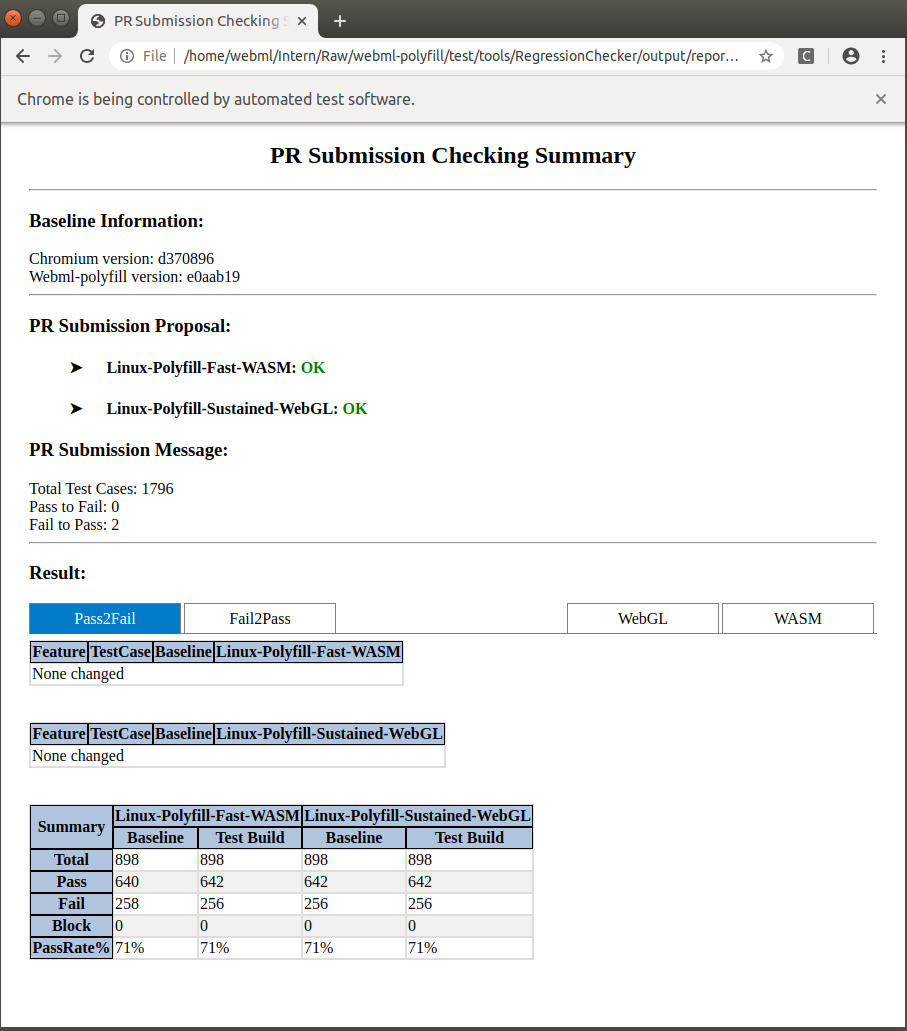 PR Submission Checking S
File /home/webml/Intern/Raw/webml-polyfill/test/tools/RegressionChecker/output/repor...
C
Chrome is being controlled by automated test software.
PR Submission Checking Summary
Baseline Information:
Chromium version: d370896
Webml-polyfill version: e0aab19
PR Submission Proposal:
➤ Linux-Polyfill-Fast-WASM: OK
➤ Linux-Polyfill-Sustained-WebGL: OK
PR Submission Message:
Total Test Cases: 1796
Pass to Fail: 0
Fail to Pass: 2
Result:
Pass2Fail Fail2Pass WebGL WASM
Feature TestCase Baseline Linux-Polyfill-Fast-WASM
None changed
Feature TestCase Baseline Linux-Polyfill-Sustained-WebGL
None changed
Summary Linux-Polyfill-Fast-WASM Linux-Polyfill-Sustained-WebGL
Baseline Test Build Baseline Test Build
Total 898 898 898 898
Pass 640 642 642 642
Fail 258 256 256 256
Block 0 0 0 0
PassRate% 71% 71% 71% 71%